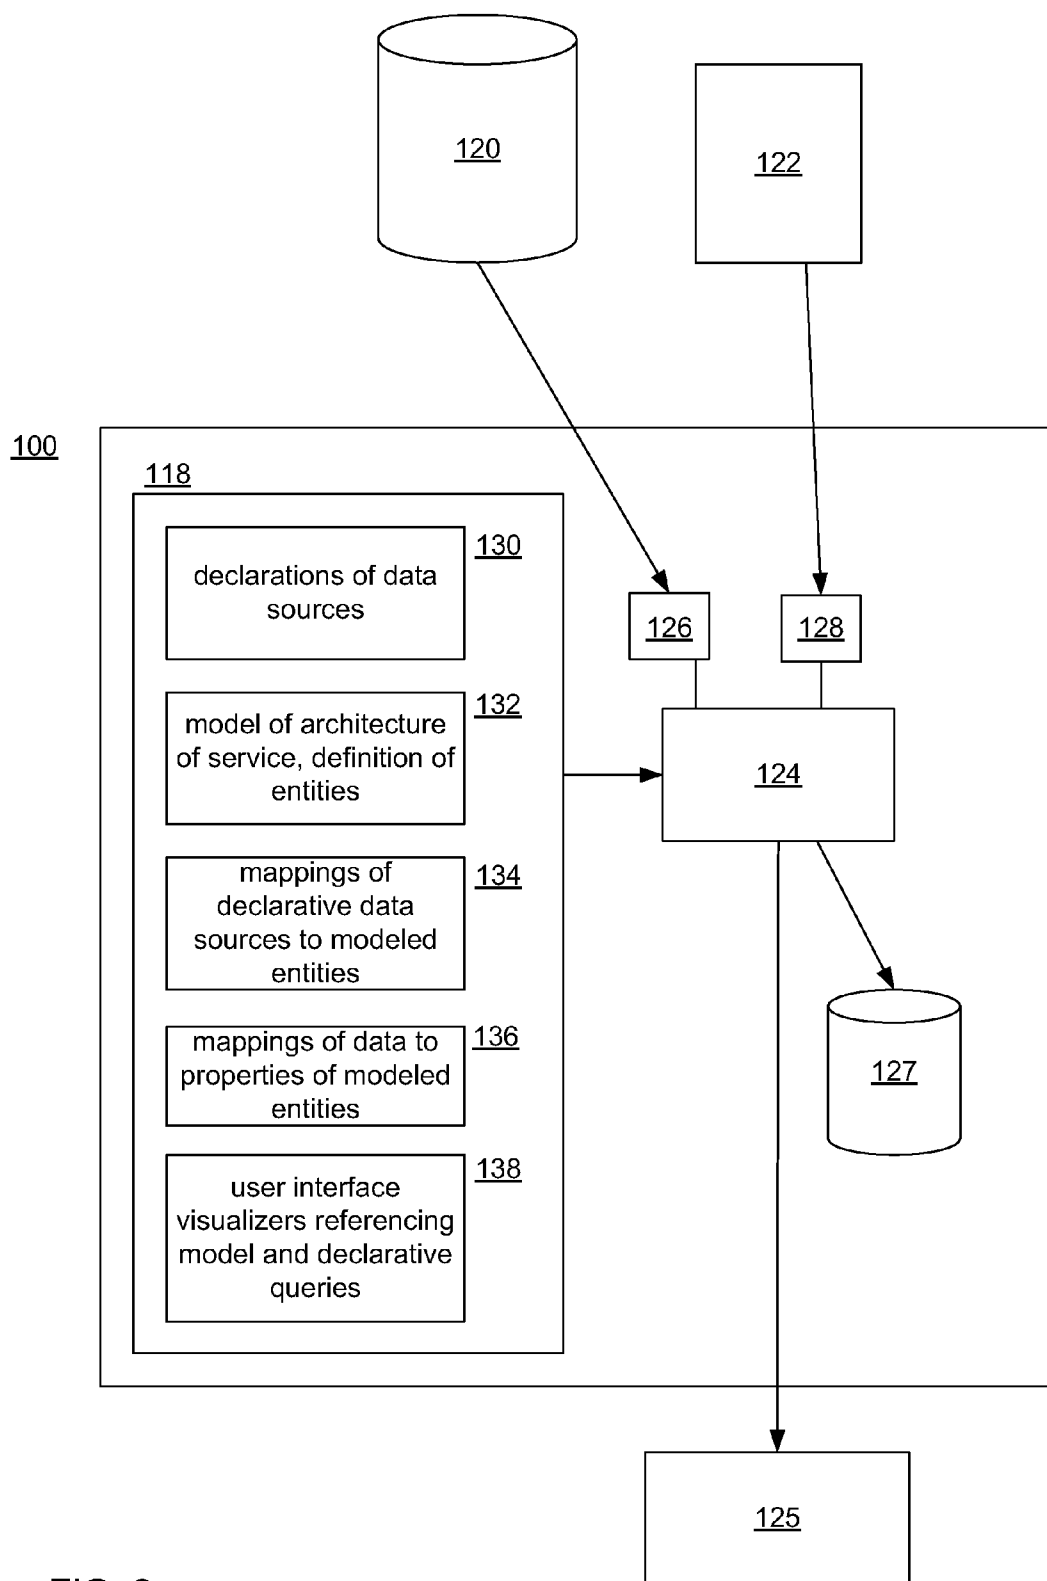 120
122
100
118
130
declarations of data
sources
126
128
132
model of architecture
of service, definition of
entities
124
134
mappings of
declarative data
sources to modeled
entities
136
mappings of data to
properties of modeled
entities
127
138
user interface
visualizers referencing
model and declarative
queries
125